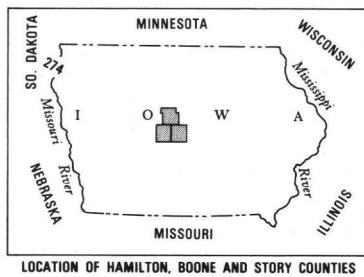 MINNESOTA
WISCONSIN
SO. DAKOTA
274
Mississippi
Missouri
I O W A
River
River
NEBRASKA
ILLINOIS
MISSOURI
LOCATION OF HAMILTON, BOONE AND STORY COUNTIES